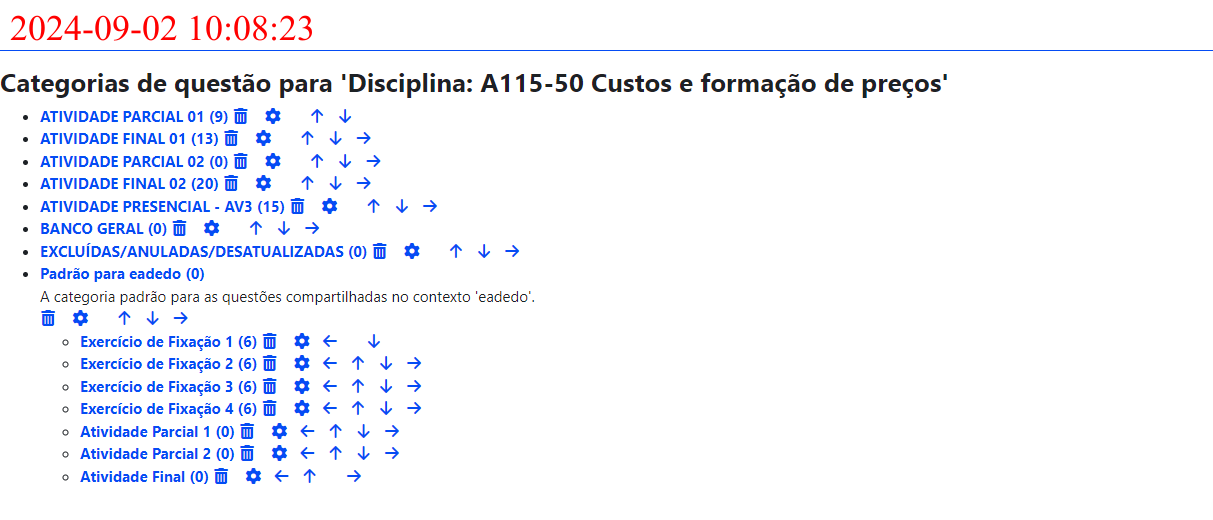 2024-09-02 10:08:23
Categorias de questão para 'Disciplina: A115-50 Custos e formação de preços'
ATIVIDADE PARCIAL 01 (9)
ATIVIDADE FINAL 01 (13)
ATIVIDADE PARCIAL 02 (0)
ATIVIDADE FINAL 02 (20)
ATIVIDADE PRESENCIAL - AV3 (15)
BANCO GERAL (0)
EXCLUÍDAS/ANULADAS/DESATUALIZADAS (0)
Padrão para eadedo (0)
A categoria padrão para as questões compartilhadas no contexto 'eadedo'.
Exercício de Fixação 1 (6)
Exercício de Fixação 2 (6)
Exercício de Fixação 3 (6)
Exercício de Fixação 4 (6)
Atividade Parcial 1 (0)
Atividade Parcial 2 (0)
Atividade Final (0)